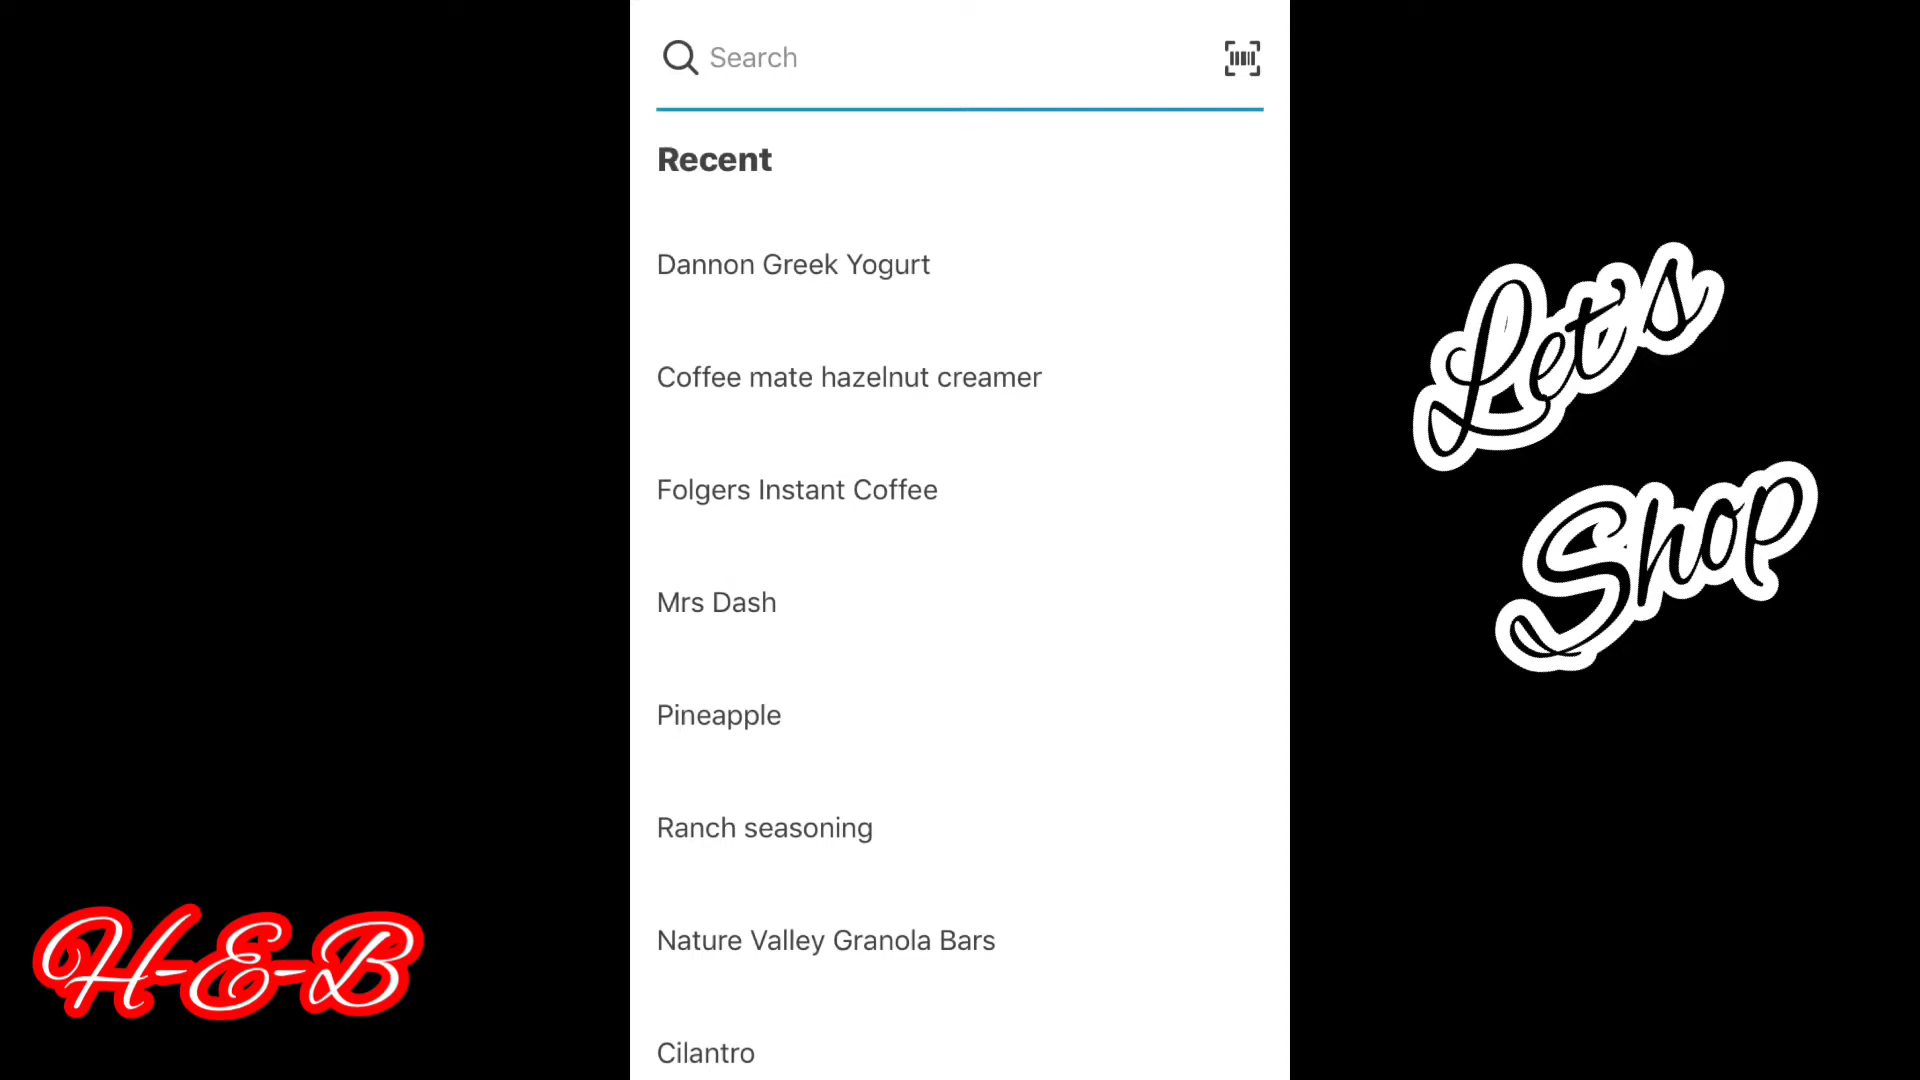 Search
Recent
Dannon Greek Yogurt
Coffee mate hazelnut creamer
Folgers Instant Coffee
Mrs Dash
Pineapple
Ranch seasoning
Nature Valley Granola Bars
Cilantro
Let's
Shop
H-E-B